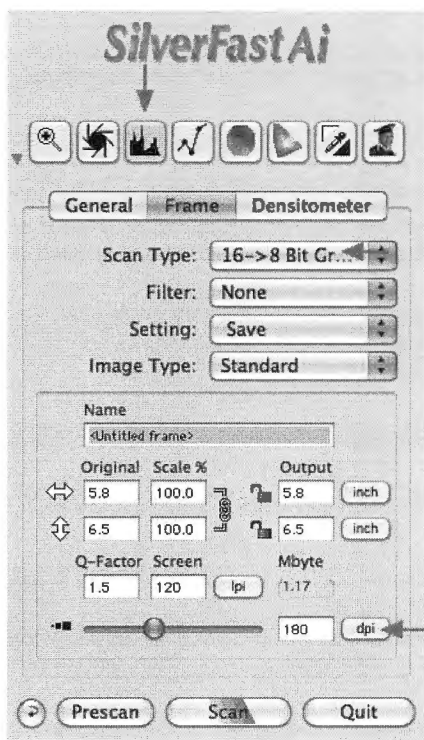 SilverFast Ai
General Frame Densitometer
Scan Type: 16->8 Bit Gr...
Filter: None
Setting: Save
Image Type: Standard
Name
<Untitled frame>
Original Scale % Output
5.8 100.0 5.8 inch
6.5 100.0 6.5 inch
Q-Factor Screen Mbyte
1.5 120 lpi 1.17
180 dpi
Prescan Scan Quit